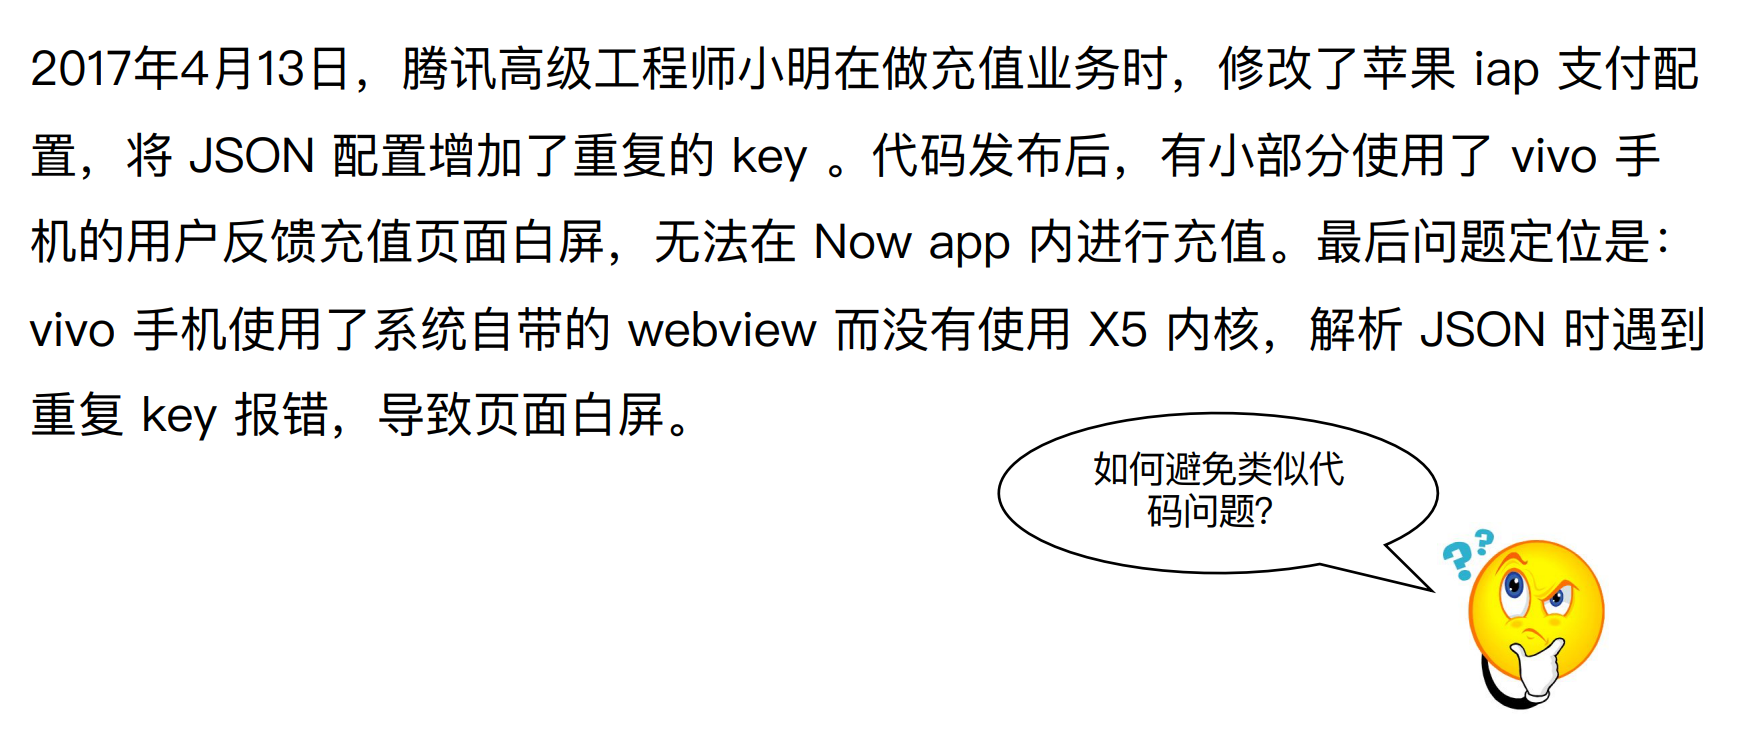 2017年4月13日，腾讯高级工程师小明在做充值业务时，修改了苹果 iap 支付配
置，将 JSON 配置增加了重复的 key 。代码发布后，有小部分使用了 vivo 手
机的用户反馈充值页面白屏，无法在 Now app 内进行充值。最后问题定位是：
vivo 手机使用了系统自带的 webview 而没有使用 X5 内核，解析 JSON 时遇到
重复 key 报错，导致页面白屏。
如何避免类似代
码问题？
??